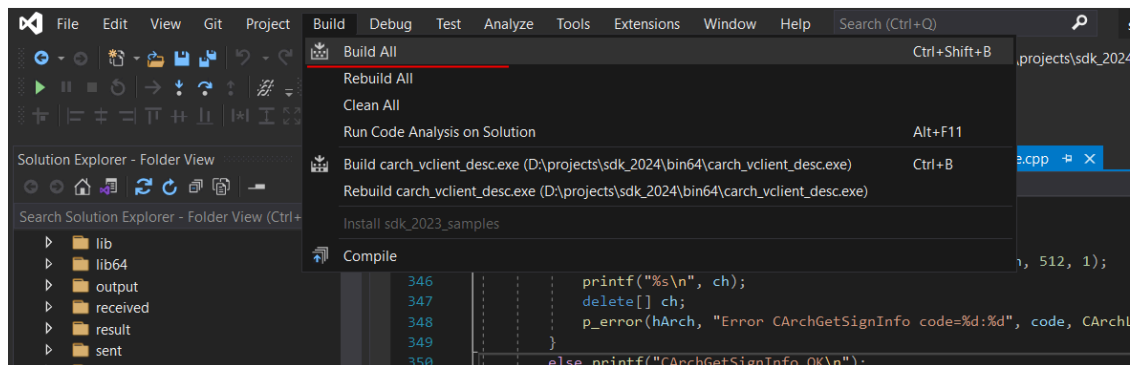 File Edit View Git Project Build Debug Test Analyze Tools Extensions Window Help Search (Ctrl+Q)
Build All Ctrl+Shift+B
\projects\sdk_2024
Rebuild All
Clean All
Run Code Analysis on Solution Alt+F11
Solution Explorer - Folder View
Build carch_vclient_desc.exe (D:\projects\sdk_2024\bin64\carch_vclient_desc.exe) Ctrl+B
e.cpp
Rebuild carch_vclient_desc.exe (D:\projects\sdk_2024\bin64\carch_vclient_desc.exe)
Search Solution Explorer - Folder View (Ctrl+
Install sdk_2023_samples
lib
Compile
lib64
, 512, 1);
output
346 printf("%s\n", ch);
received
347 delete[] ch;
result
348 p_error(hArch, "Error CArchGetSignInfo code=%d:%d", code, CArchL
sent
349 }
350 else printf("CArchGetSignInfo OK\n");